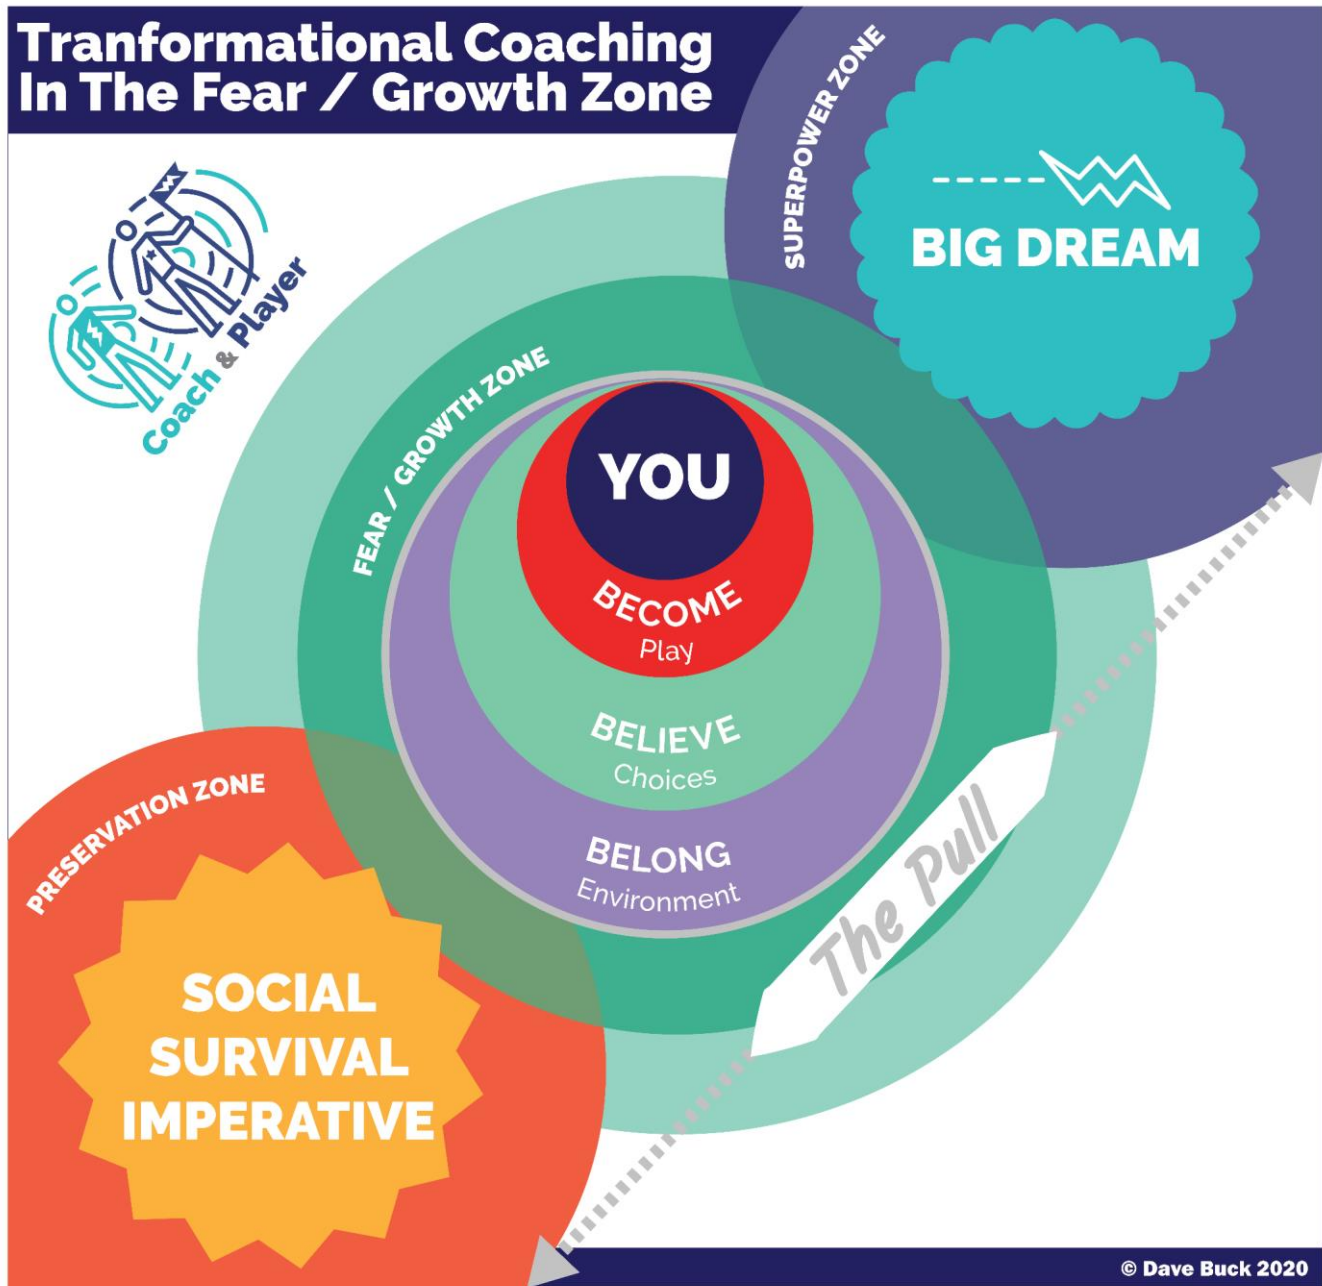 Tranformational Coaching
In The Fear / Growth Zone
SUPERPOWER ZONE
BIG DREAM
Coach & Player
FEAR / GROWTH ZONE
YOU
BECOME
Play
BELIEVE
Choices
BELONG
Environment
The Pull
PRESERVATION ZONE
SOCIAL
SURVIVAL
IMPERATIVE
© Dave Buck 2020